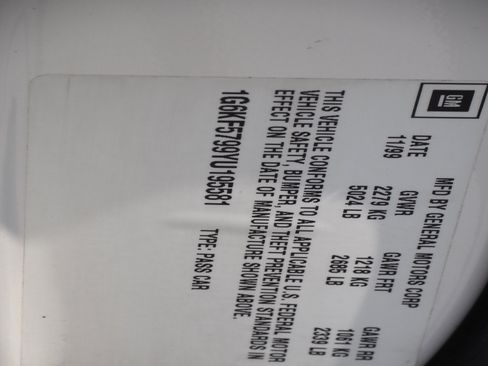 GM
MFD BY GENERAL MOTORS CORP
DATE GVWR GAWR FRT GAWR RR
11/99 2279 KG 1218 KG 1061 KG
5024 LB 2685 LB 2339 LB
THIS VEHICLE CONFORMS TO ALL APPLICABLE U.S. FEDERAL MOTOR
VEHICLE SAFETY, BUMPER, AND THEFT PREVENTION STANDARDS IN
EFFECT ON THE DATE OF MANUFACTURE SHOWN ABOVE.
1G6KF5799YU195581 TYPE: PASS CAR